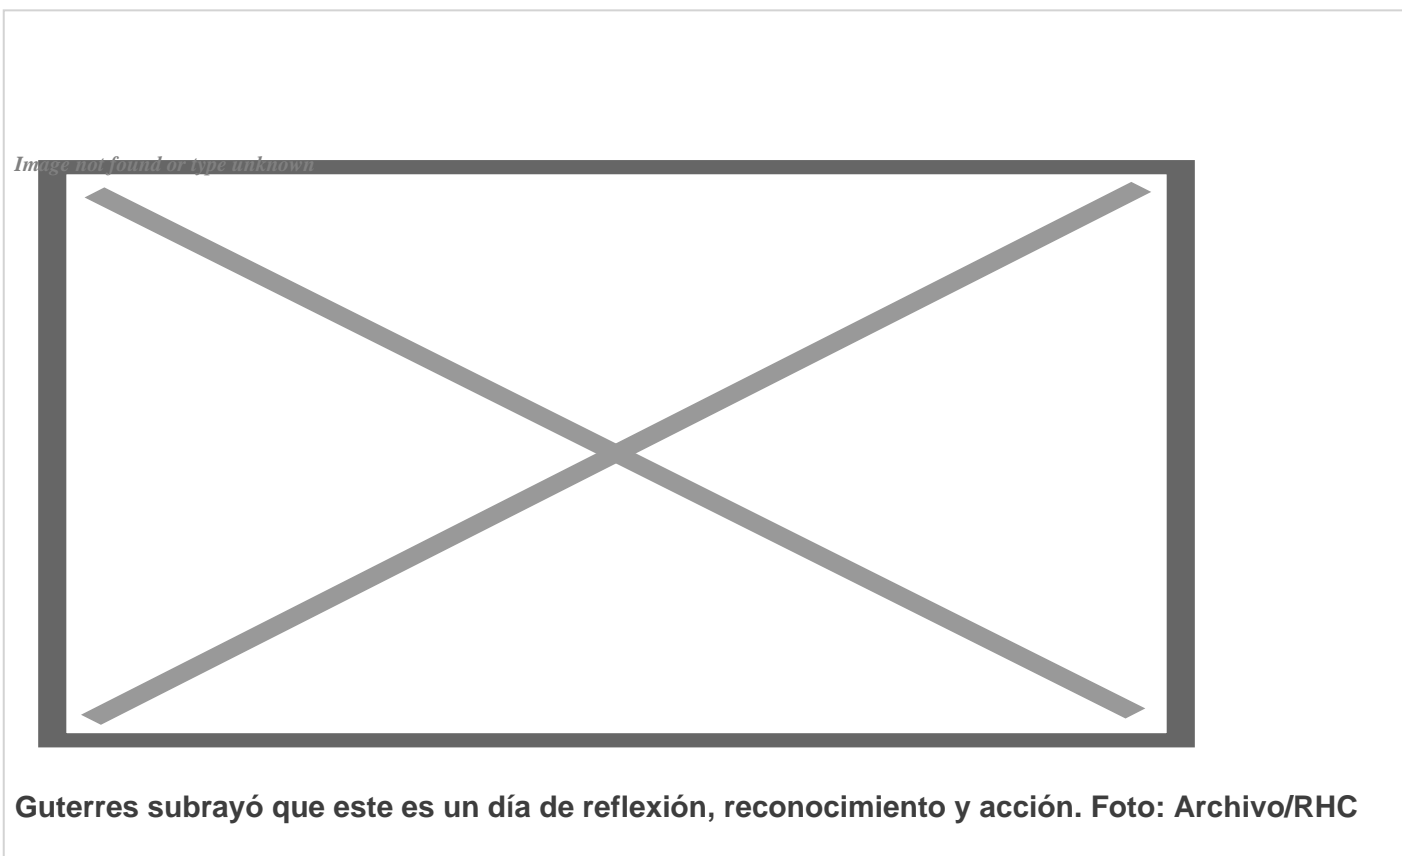 Image not found or type unknown
Guterres subrayó que este es un día de reflexión, reconocimiento y acción. Foto: Archivo/RHC